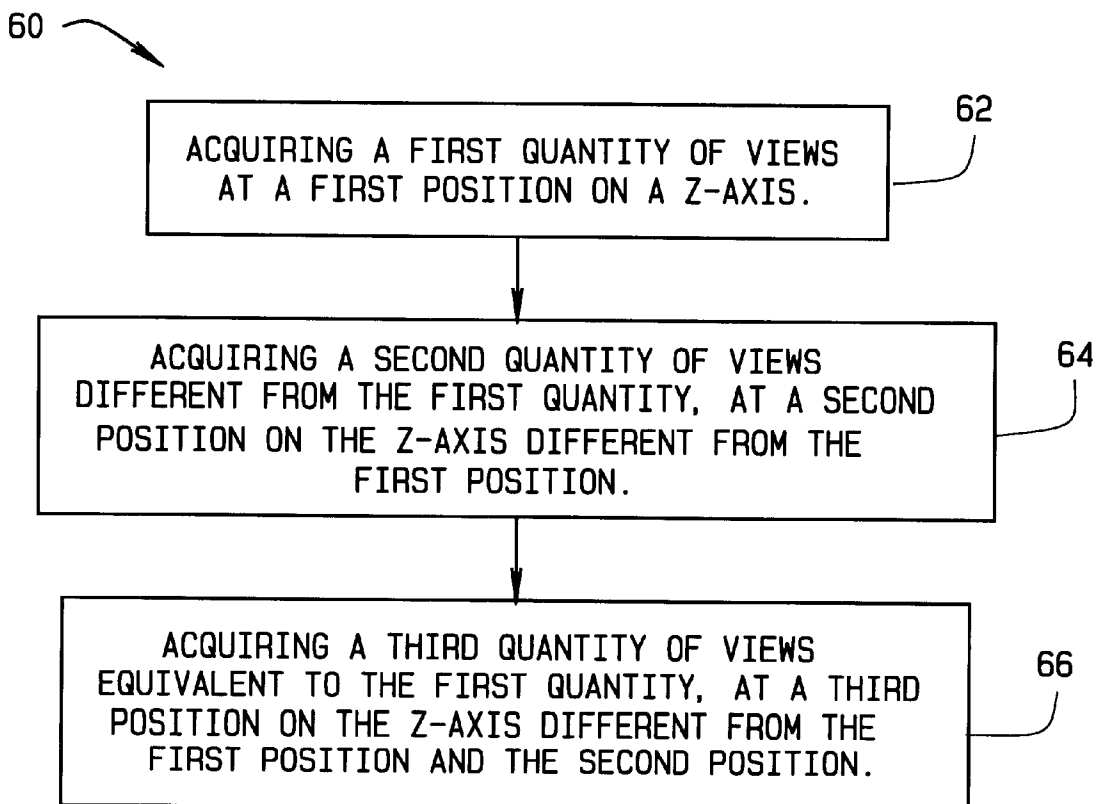 60
62
ACQUIRING A FIRST QUANTITY OF VIEWS
AT A FIRST POSITION ON A Z-AXIS.
64
ACQUIRING A SECOND QUANTITY OF VIEWS
DIFFERENT FROM THE FIRST QUANTITY, AT A SECOND
POSITION ON THE Z-AXIS DIFFERENT FROM THE
FIRST POSITION.
66
ACQUIRING A THIRD QUANTITY OF VIEWS
EQUIVALENT TO THE FIRST QUANTITY, AT A THIRD
POSITION ON THE Z-AXIS DIFFERENT FROM THE
FIRST POSITION AND THE SECOND POSITION.